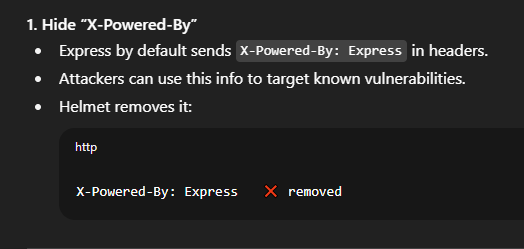 1. Hide “X-Powered-By”
• Express by default sends X-Powered-By: Express in headers.
• Attackers can use this info to target known vulnerabilities.
• Helmet removes it:
http
X-Powered-By: Express ❌ removed